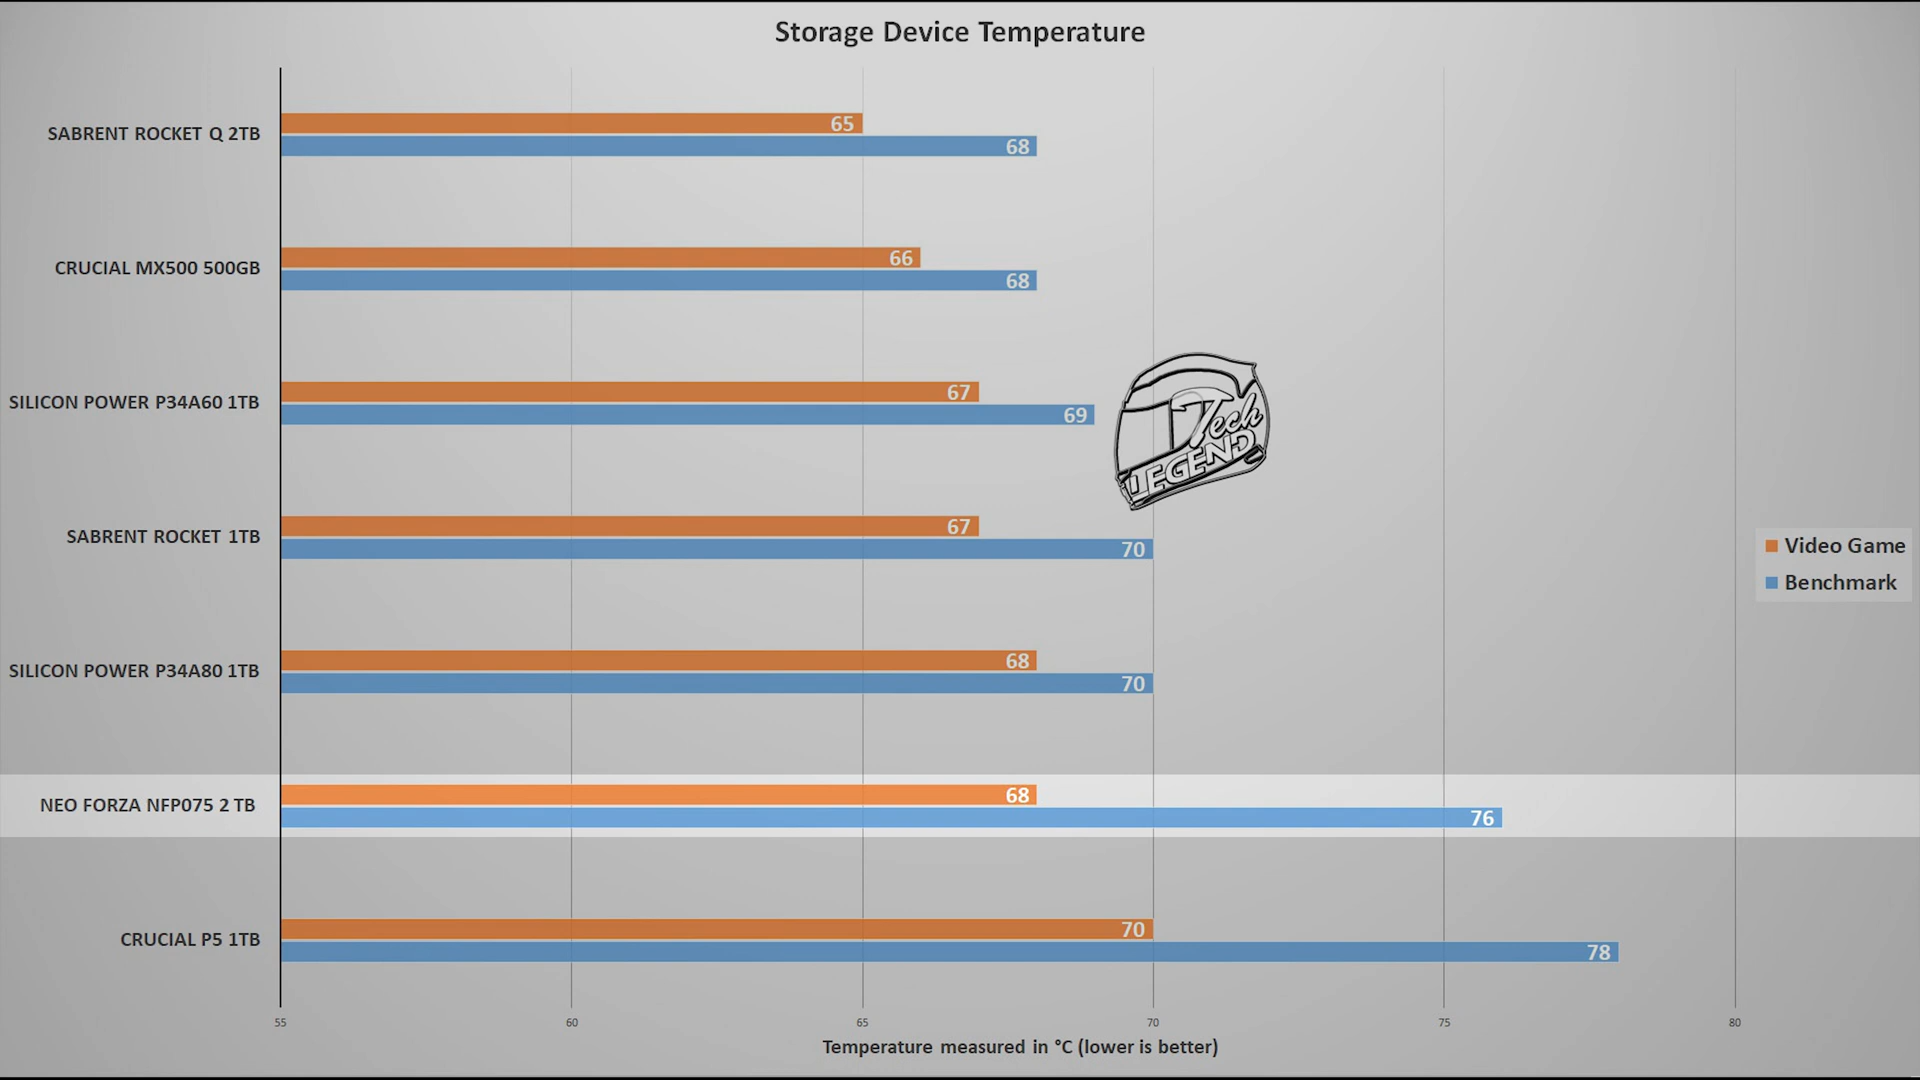 Storage Device Temperature
SABRENT ROCKET Q 2TB
65
68
CRUCIAL MX500 500GB
66
68
SILICON POWER P34A60 1TB
67
69
Tech
LEGEND
SABRENT ROCKET 1TB
67
70
Video Game
Benchmark
SILICON POWER P34A80 1TB
68
70
NEO FORZA NFP075 2 TB
68
76
CRUCIAL P5 1TB
70
78
55 60 65 70 75 80
Temperature measured in °C (lower is better)